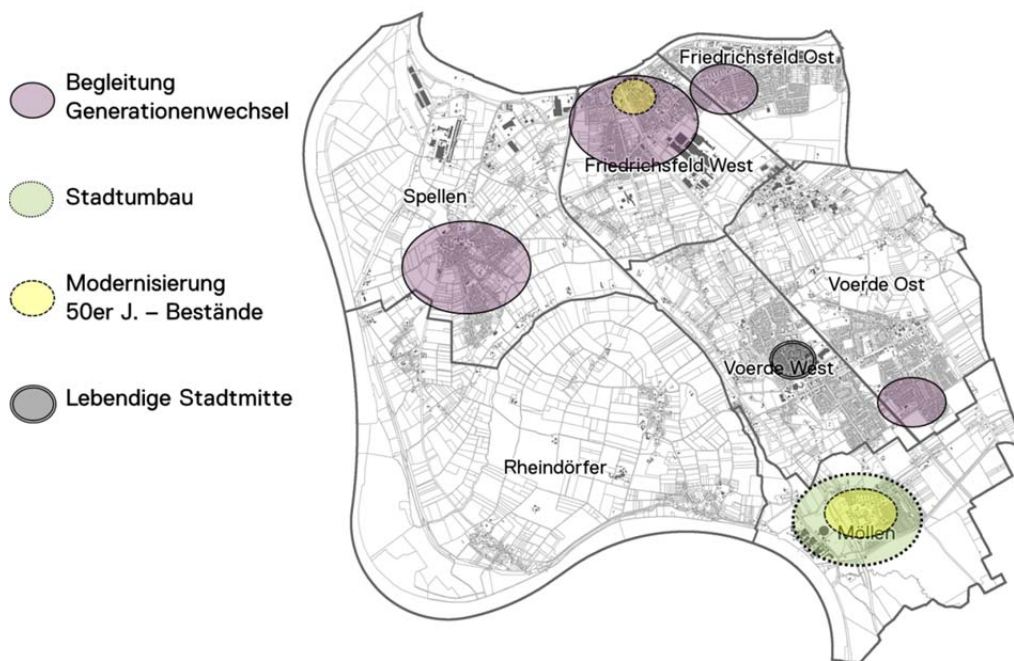 Begleitung
Generationenwechsel
Stadtumbau
Modernisierung
50er J. – Bestände
Lebendige Stadtmitte
Friedrichsfeld Ost
Friedrichsfeld West
Spellen
Voerde Ost
Voerde West
Rheindörfer
Möllen